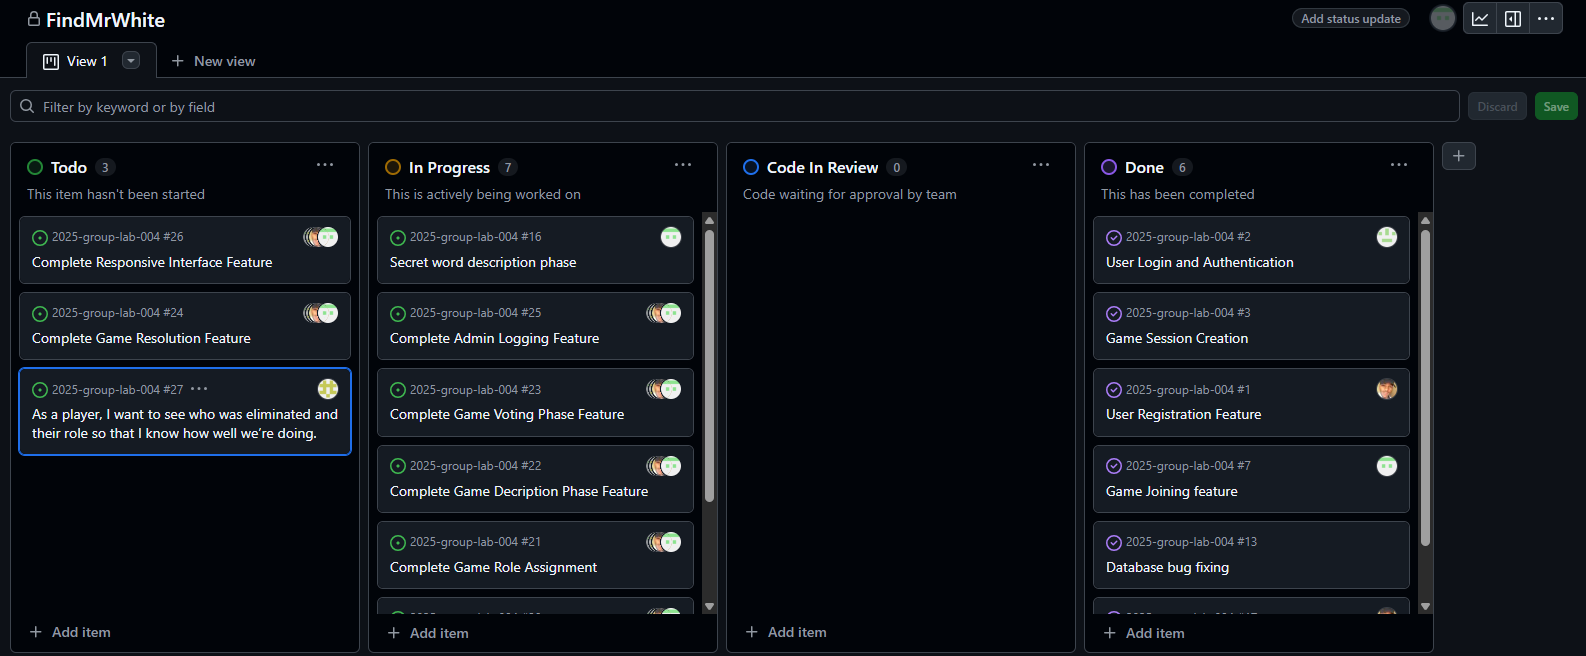 FindMrWhite
Add status update
View 1
New view
Filter by keyword or by field
Discard
Save
Todo 3
This item hasn't been started
2025-group-lab-004 #26
Complete Responsive Interface Feature
2025-group-lab-004 #24
Complete Game Resolution Feature
2025-group-lab-004 #27
As a player, I want to see who was eliminated and
their role so that I know how well we’re doing.
Add item
In Progress 7
This is actively being worked on
2025-group-lab-004 #16
Secret word description phase
2025-group-lab-004 #25
Complete Admin Logging Feature
2025-group-lab-004 #23
Complete Game Voting Phase Feature
2025-group-lab-004 #22
Complete Game Decription Phase Feature
2025-group-lab-004 #21
Complete Game Role Assignment
Add item
Code In Review 0
Code waiting for approval by team
Add item
Done 6
This has been completed
2025-group-lab-004 #2
User Login and Authentication
2025-group-lab-004 #3
Game Session Creation
2025-group-lab-004 #1
User Registration Feature
2025-group-lab-004 #7
Game Joining feature
2025-group-lab-004 #13
Database bug fixing
Add item